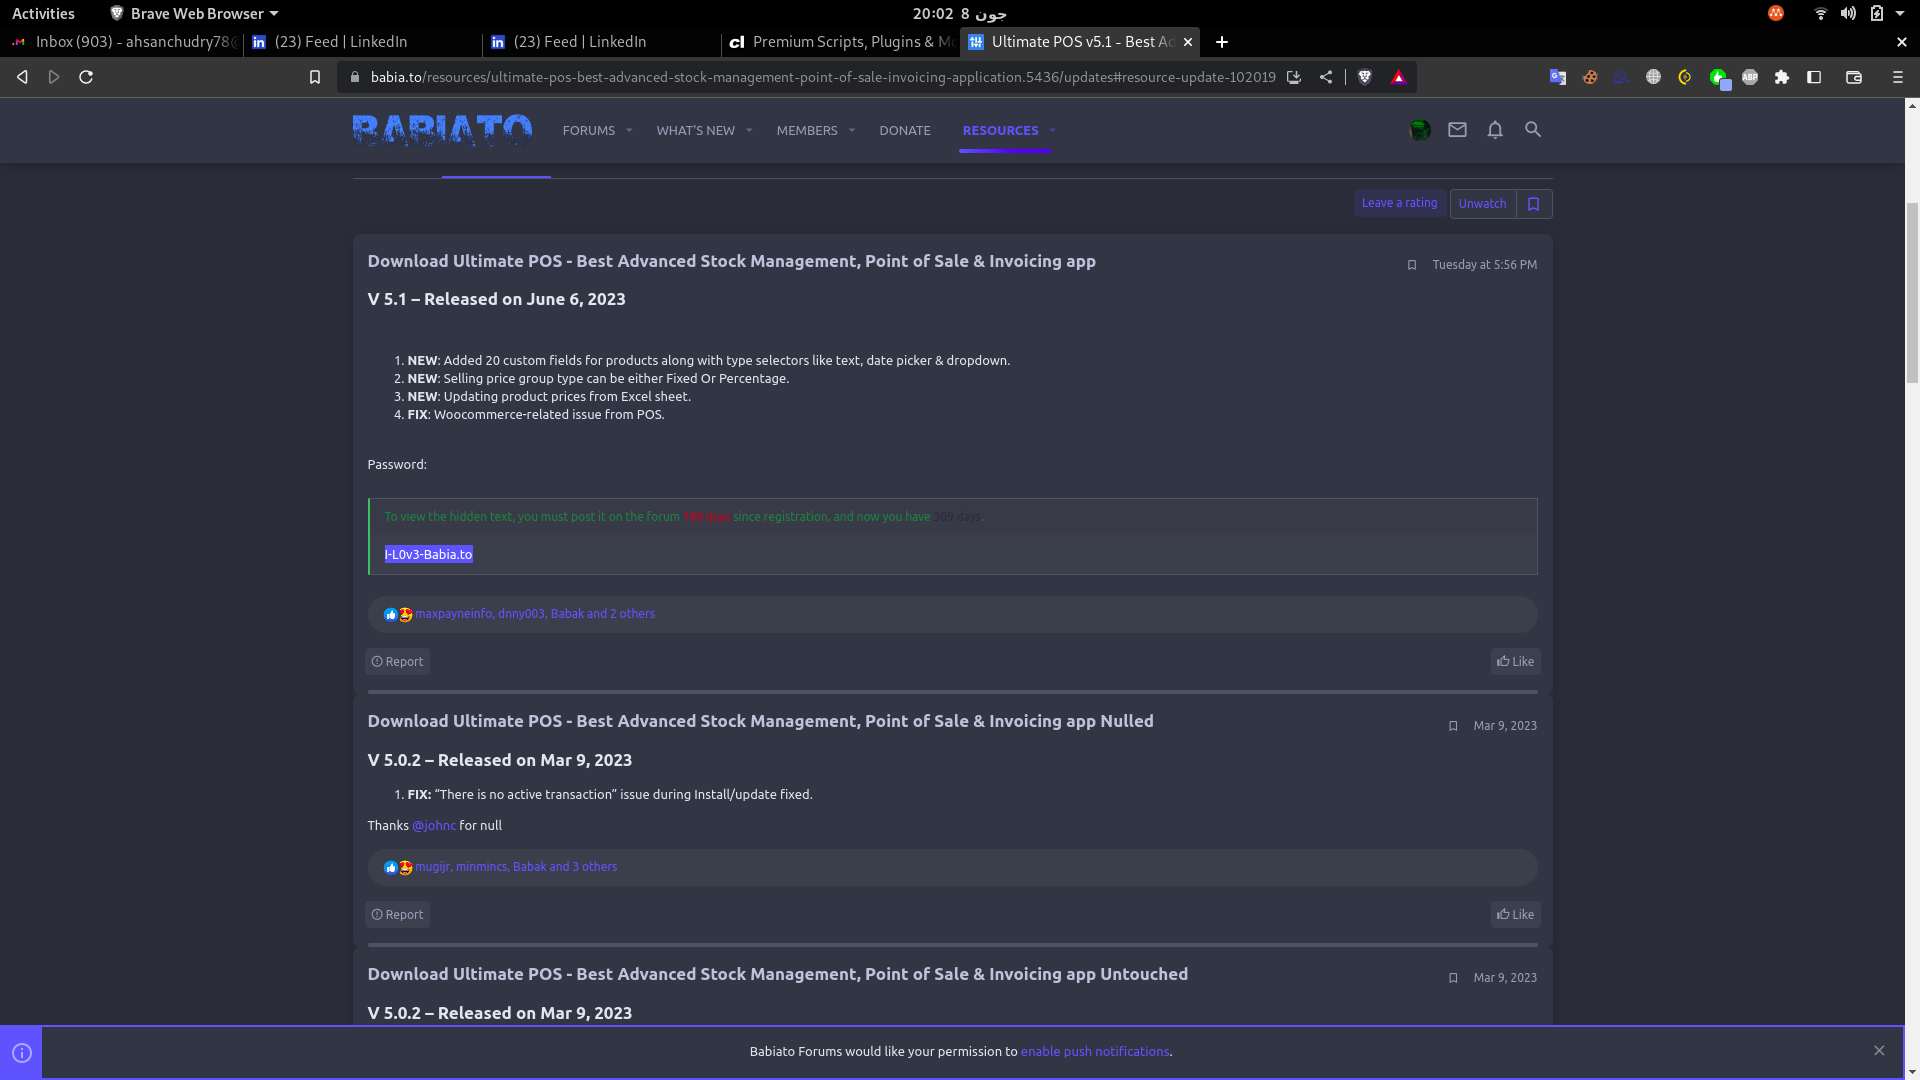 Activities
Brave Web Browser
20:02 8 جون
Inbox (903) - ahsanchudry78@
(23) Feed | LinkedIn
(23) Feed | LinkedIn
Premium Scripts, Plugins & M
Ultimate POS v5.1 - Best Ad
babia.to/resources/ultimate-pos-best-advanced-stock-management-point-of-sale-invoicing-application.5436/updates#resource-update-102019
ABP
BABIATO
FORUMS
WHAT'S NEW
MEMBERS
DONATE
RESOURCES
Leave a rating
Unwatch
Download Ultimate POS - Best Advanced Stock Management, Point of Sale & Invoicing app
Tuesday at 5:56 PM
V 5.1 – Released on June 6, 2023
1. NEW: Added 20 custom fields for products along with type selectors like text, date picker & dropdown.
2. NEW: Selling price group type can be either Fixed Or Percentage.
3. NEW: Updating product prices from Excel sheet.
4. FIX: Woocommerce-related issue from POS.
Password:
To view the hidden text, you must post it on the forum 180 days since registration, and now you have 309 days.
I-L0v3-Babia.to
maxpayneinfo, dnny003, Babak and 2 others
Report
Like
Download Ultimate POS - Best Advanced Stock Management, Point of Sale & Invoicing app Nulled
Mar 9, 2023
V 5.0.2 – Released on Mar 9, 2023
1. FIX: “There is no active transaction” issue during Install/update fixed.
Thanks @johnc for null
mugijr, minmincs, Babak and 3 others
Report
Like
Download Ultimate POS - Best Advanced Stock Management, Point of Sale & Invoicing app Untouched
Mar 9, 2023
V 5.0.2 – Released on Mar 9, 2023
Babiato Forums would like your permission to enable push notifications.